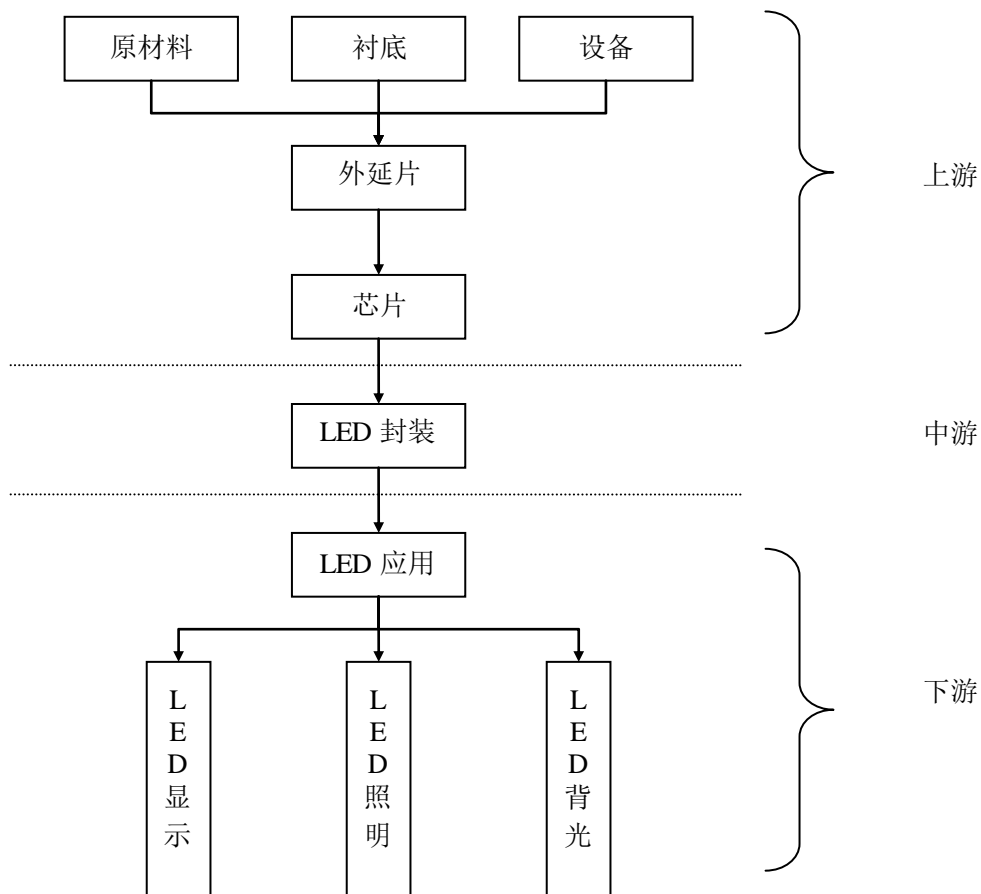 原材料
衬底
设备
外延片
上游
芯片
LED 封装
中游
LED 应用
下游
LED显示
LED照明
LED背光